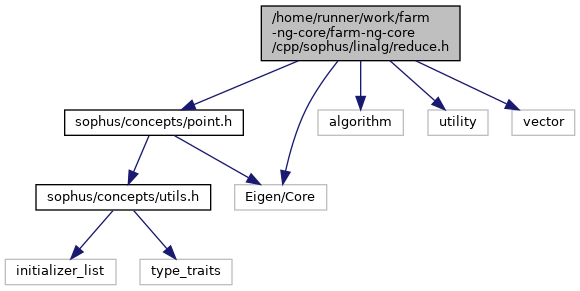 /home/runner/work/farm
-ng-core/farm-ng-core
/cpp/sophus/linalg/reduce.h
sophus/concepts/point.h
algorithm
utility
vector
sophus/concepts/utils.h
Eigen/Core
initializer_list
type_traits